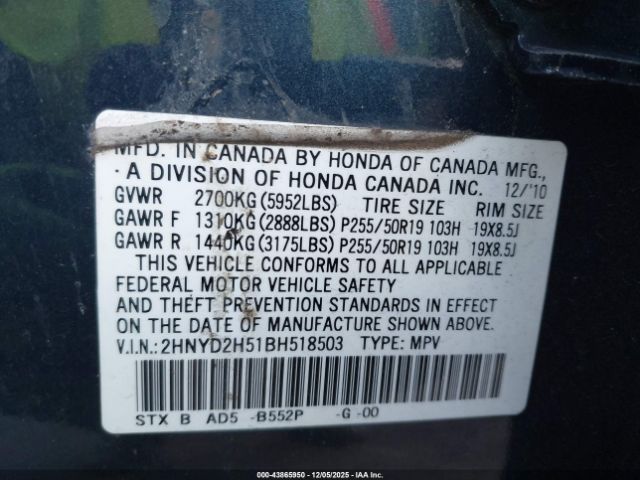 MFD. IN CANADA BY HONDA OF CANADA MFG.,
· A DIVISION OF HONDA CANADA INC. 12/'10
GVWR 2700KG(5952LBS) TIRE SIZE RIM SIZE
GAWR F 1310KG(2888LBS) P255/50R19 103H 19X8.5J
GAWR R 1440KG(3175LBS) P255/50R19 103H 19X8.5J
THIS VEHICLE CONFORMS TO ALL APPLICABLE
FEDERAL MOTOR VEHICLE SAFETY
AND THEFT PREVENTION STANDARDS IN EFFECT
ON THE DATE OF MANUFACTURE SHOWN ABOVE.
V.I.N.: 2HNYD2H51BH518503 TYPE: MPV
STX B AD5 -B552P -G -00
000-43865950 - 12/05/2025 - IAAI Branding